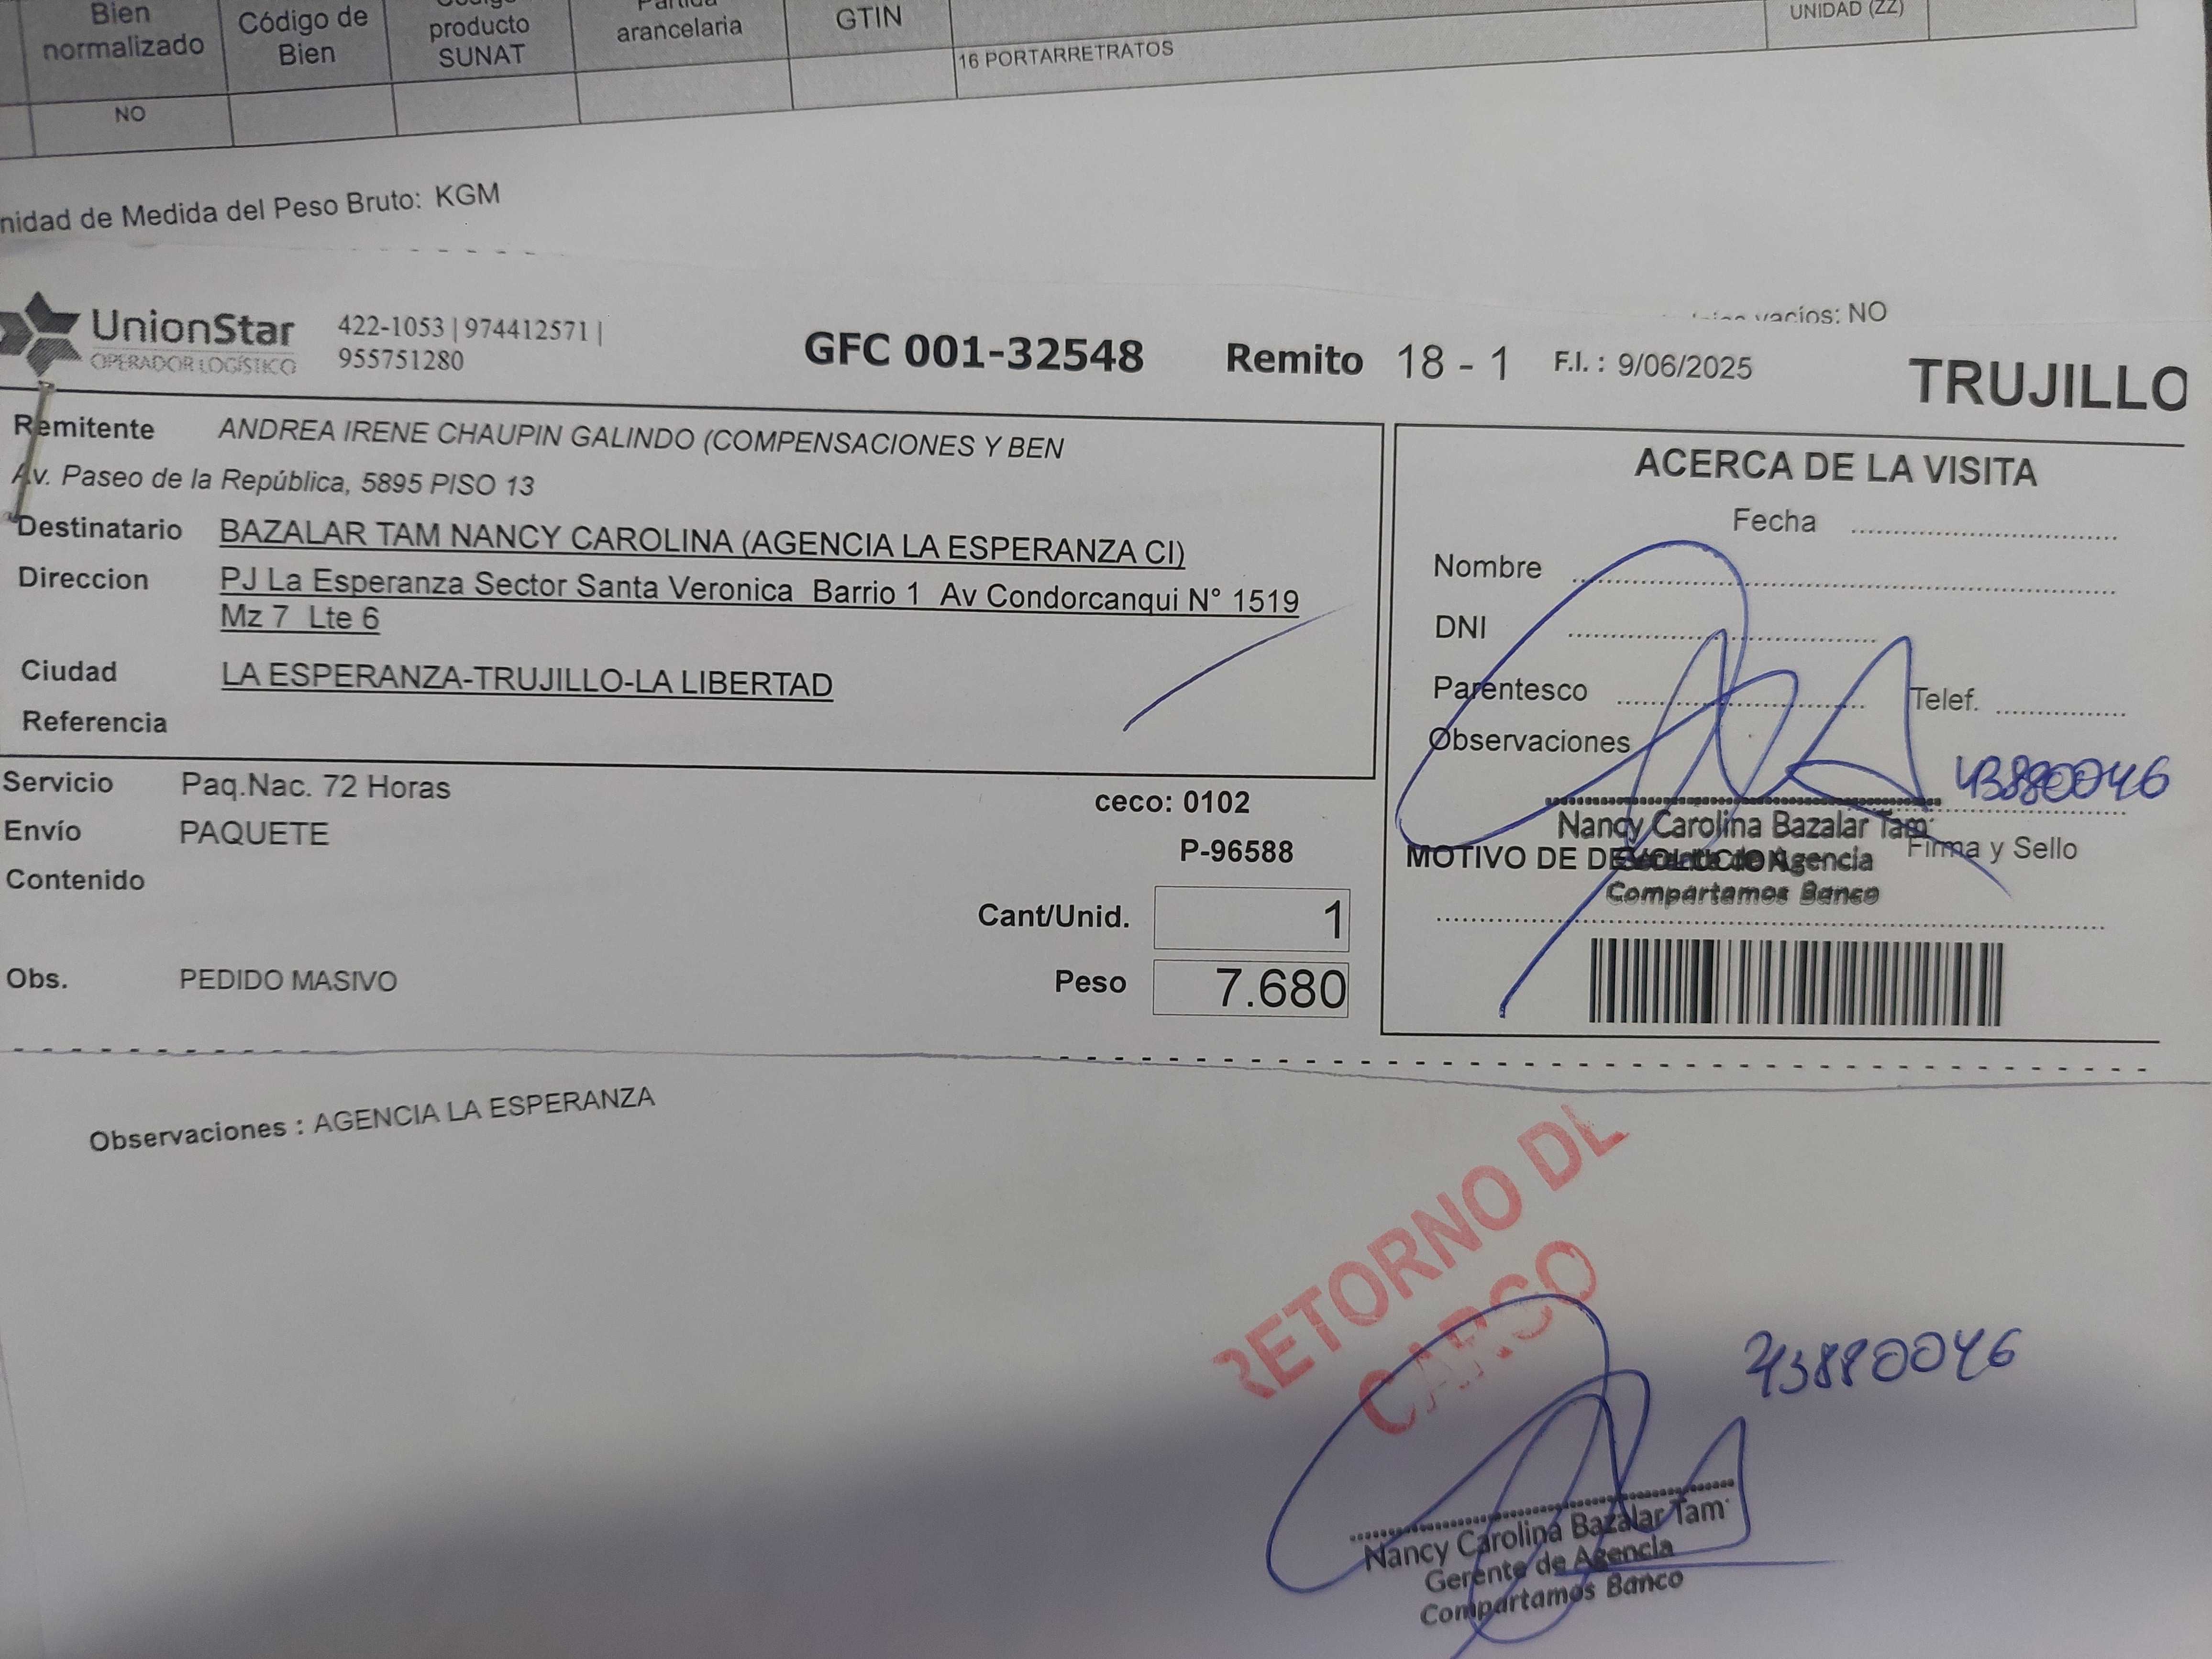 Bien normalizado
Código de Bien
producto SUNAT
arancelaria
GTIN
UNIDAD (ZZ)
NO
16 PORTARRETRATOS
nidad de Medida del Peso Bruto: KGM
vacíos: NO
UnionStar
OPERADOR LOGÍSTICO
422-1053 | 974412571 |
955751280
GFC 001-32548 Remito 18 - 1 F.I. : 9/06/2025
TRUJILLO
Remitente ANDREA IRENE CHAUPIN GALINDO (COMPENSACIONES Y BEN
Av. Paseo de la República, 5895 PISO 13
Destinatario BAZALAR TAM NANCY CAROLINA (AGENCIA LA ESPERANZA CI)
Direccion PJ La Esperanza Sector Santa Veronica Barrio 1 Av Condorcanqui N° 1519
Mz 7 Lte 6
Ciudad LA ESPERANZA-TRUJILLO-LA LIBERTAD
Referencia
Servicio Paq.Nac. 72 Horas
Envío PAQUETE
Contenido
Obs. PEDIDO MASIVO
ceco: 0102
P-96588
Cant/Unid. 1
Peso 7.680
ACERCA DE LA VISITA
Fecha
Nombre
DNI
Parentesco Telef.
Observaciones
43880046
Nancy Carolina Bazalar Tam
Firma y Sello
MOTIVO DE DEVOLUCION
Agencia
Compartamos Banco
Observaciones : AGENCIA LA ESPERANZA
RETORNO DE
CARGO
43880046
Nancy Carolina Bazalar Tam
Gerente de Agencia
Compartamos Banco